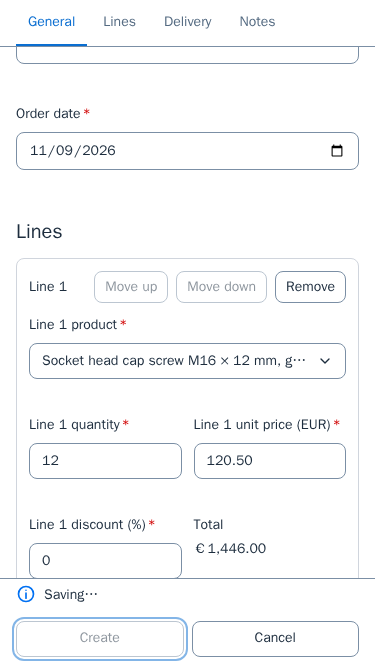 General Lines Delivery Notes
Order date *
11/09/2026
Lines
Line 1 Move up Move down Remove
Line 1 product *
Socket head cap screw M16 × 12 mm, g…
Line 1 quantity * Line 1 unit price (EUR) *
12 120.50
Line 1 discount (%) * Total
€ 1,446.00
0
Saving…
Create Cancel